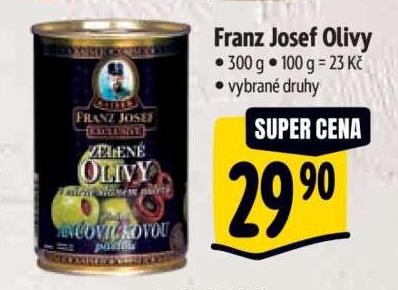 Franz Josef Olivy
• 300 g • 100 g = 23 Kč
• vybrané druhy
SUPER CENA
29 90
KAISER
FRANZ JOSEF
EXCLUSIVE
ZELENÉ
OLIVY
ANČOVIČKOVOU
pastou